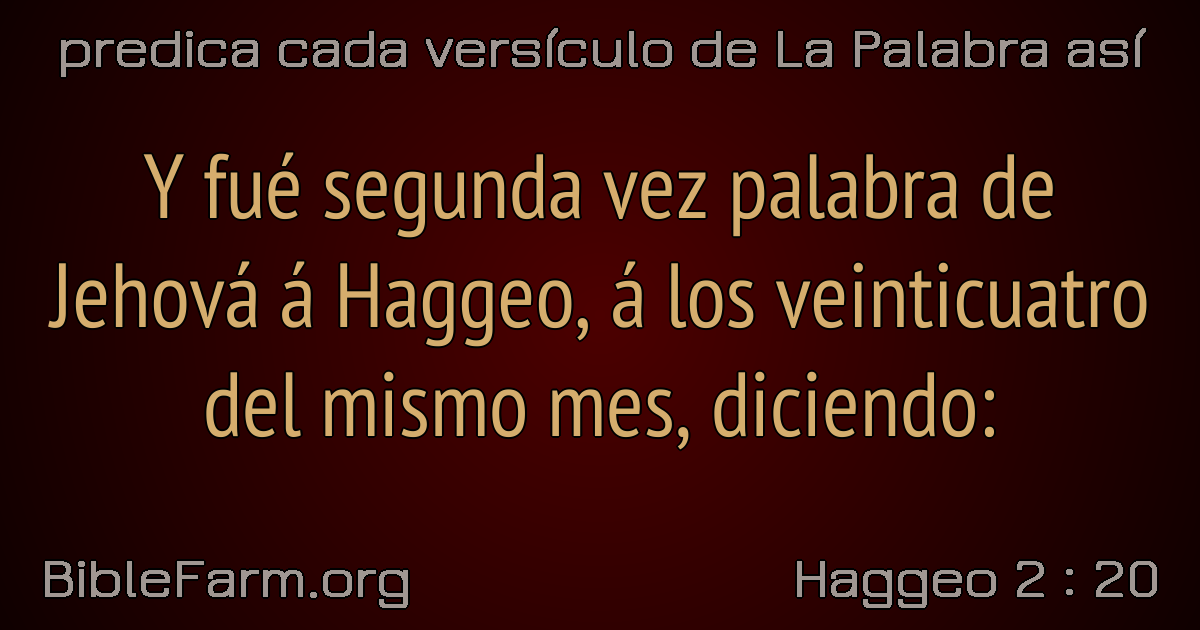 predica cada versículo de La Palabra así
Y fué segunda vez palabra de
Jehová á Haggeo, á los veinticuatro
del mismo mes, diciendo:
BibleFarm.org
Haggeo 2 : 20